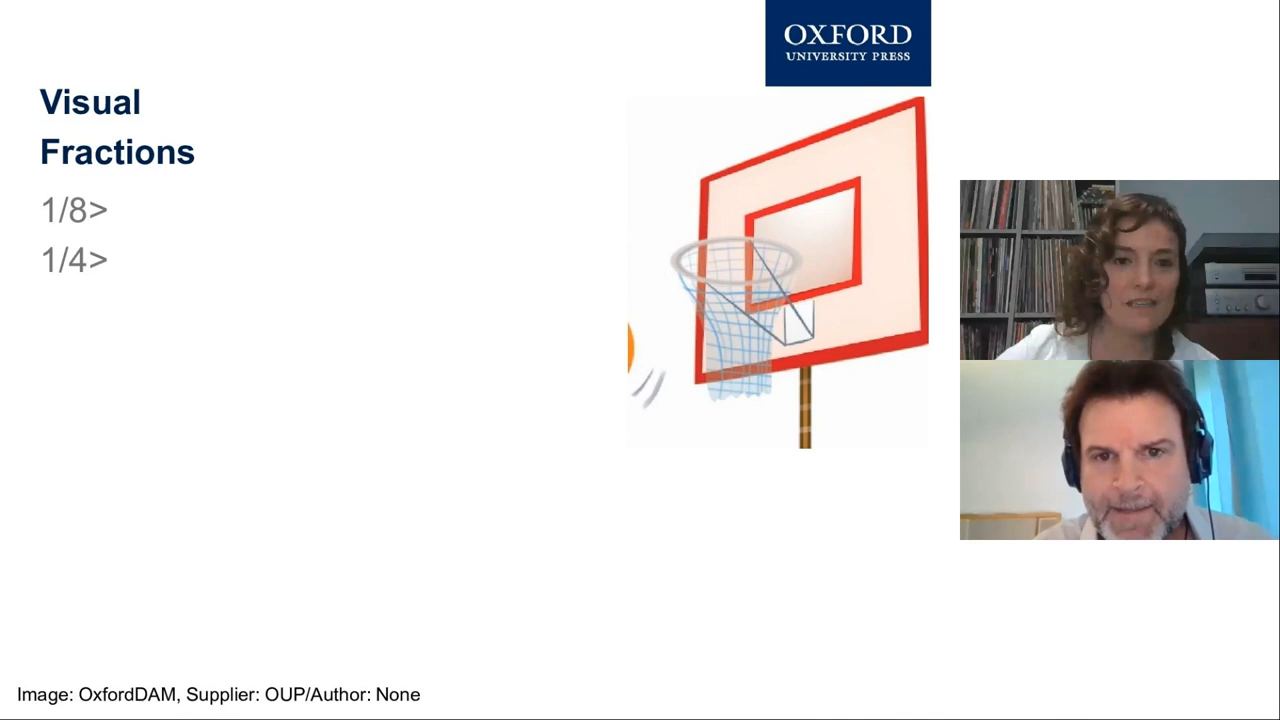 OXFORD
UNIVERSITY PRESS
Visual
Fractions
1/8>
1/4>
Image: OxfordDAM, Supplier: OUP/Author: None